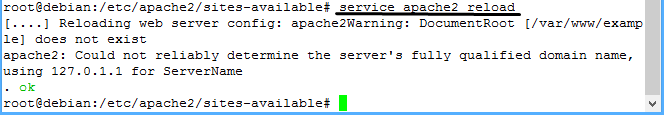 root@debian:/etc/apache2/sites-available# service apache2 reload
[....] Reloading web server config: apache2Warning: DocumentRoot [/var/www/examp
le] does not exist
apache2: Could not reliably determine the server's fully qualified domain name,
using 127.0.1.1 for ServerName
. ok
root@debian:/etc/apache2/sites-available#